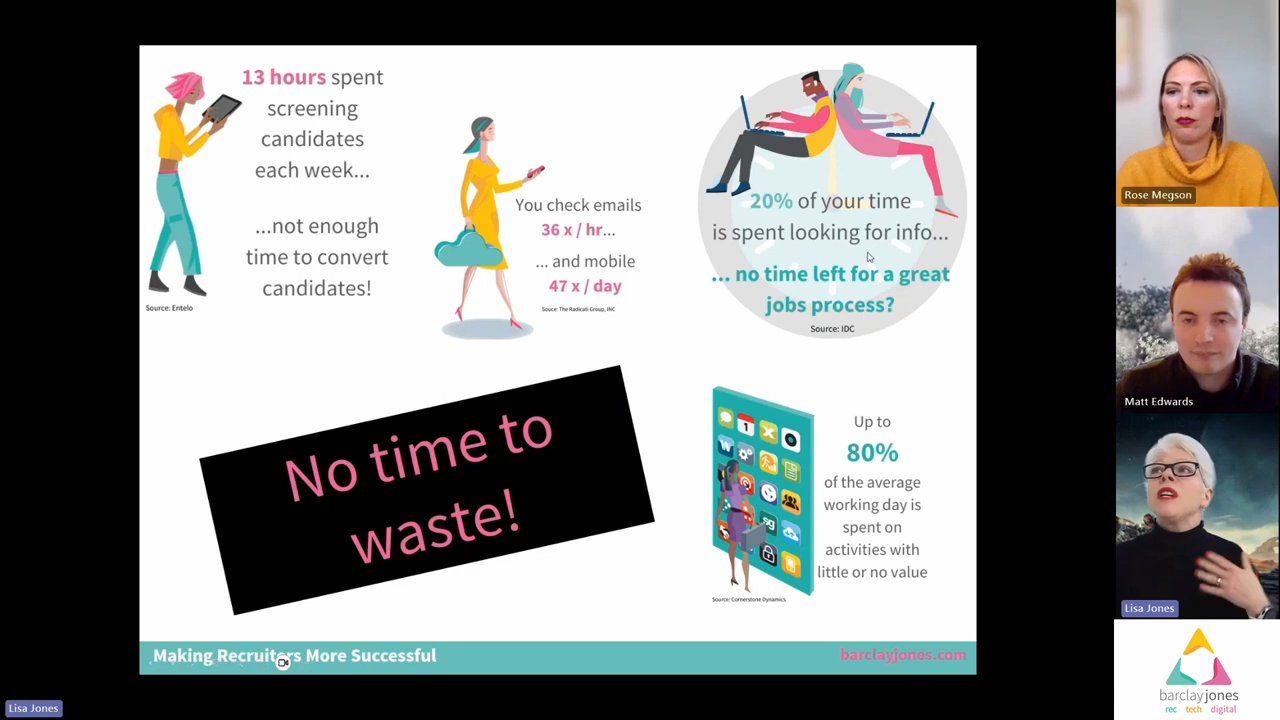 13 hours spent
screening
candidates
each week...
...not enough
time to convert
candidates!
Source: Entelo
You check emails
36 x / hr...
... and mobile
47 x / day
Souce: The Radicati Group, INC
20% of your time
is spent looking for info...
... no time left for a great
jobs process?
Source: IDC
No time to
waste!
1
W
sg
Up to
80%
of the average
working day is
spent on
activities with
little or no value
Source: Cornerstone Dynamics
Making Recruiters More Successful
barclayjones.com
Lisa Jones
Rose Megson
Matt Edwards
Lisa Jones
barclayjones
rec tech digital